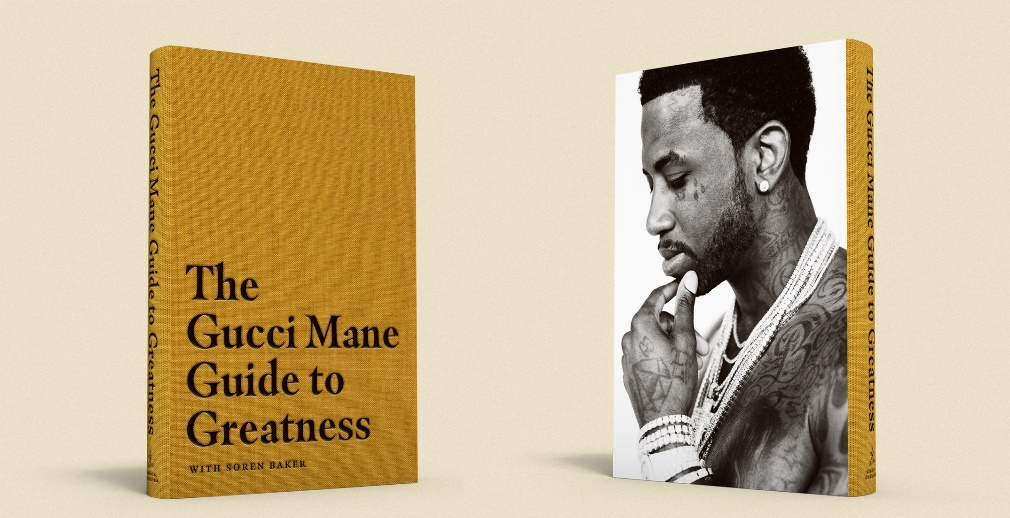 The Gucci Mane Guide to Greatness
The
Gucci Mane
Guide to
Greatness
WITH SOREN BAKER
The Gucci Mane Guide to Greatness